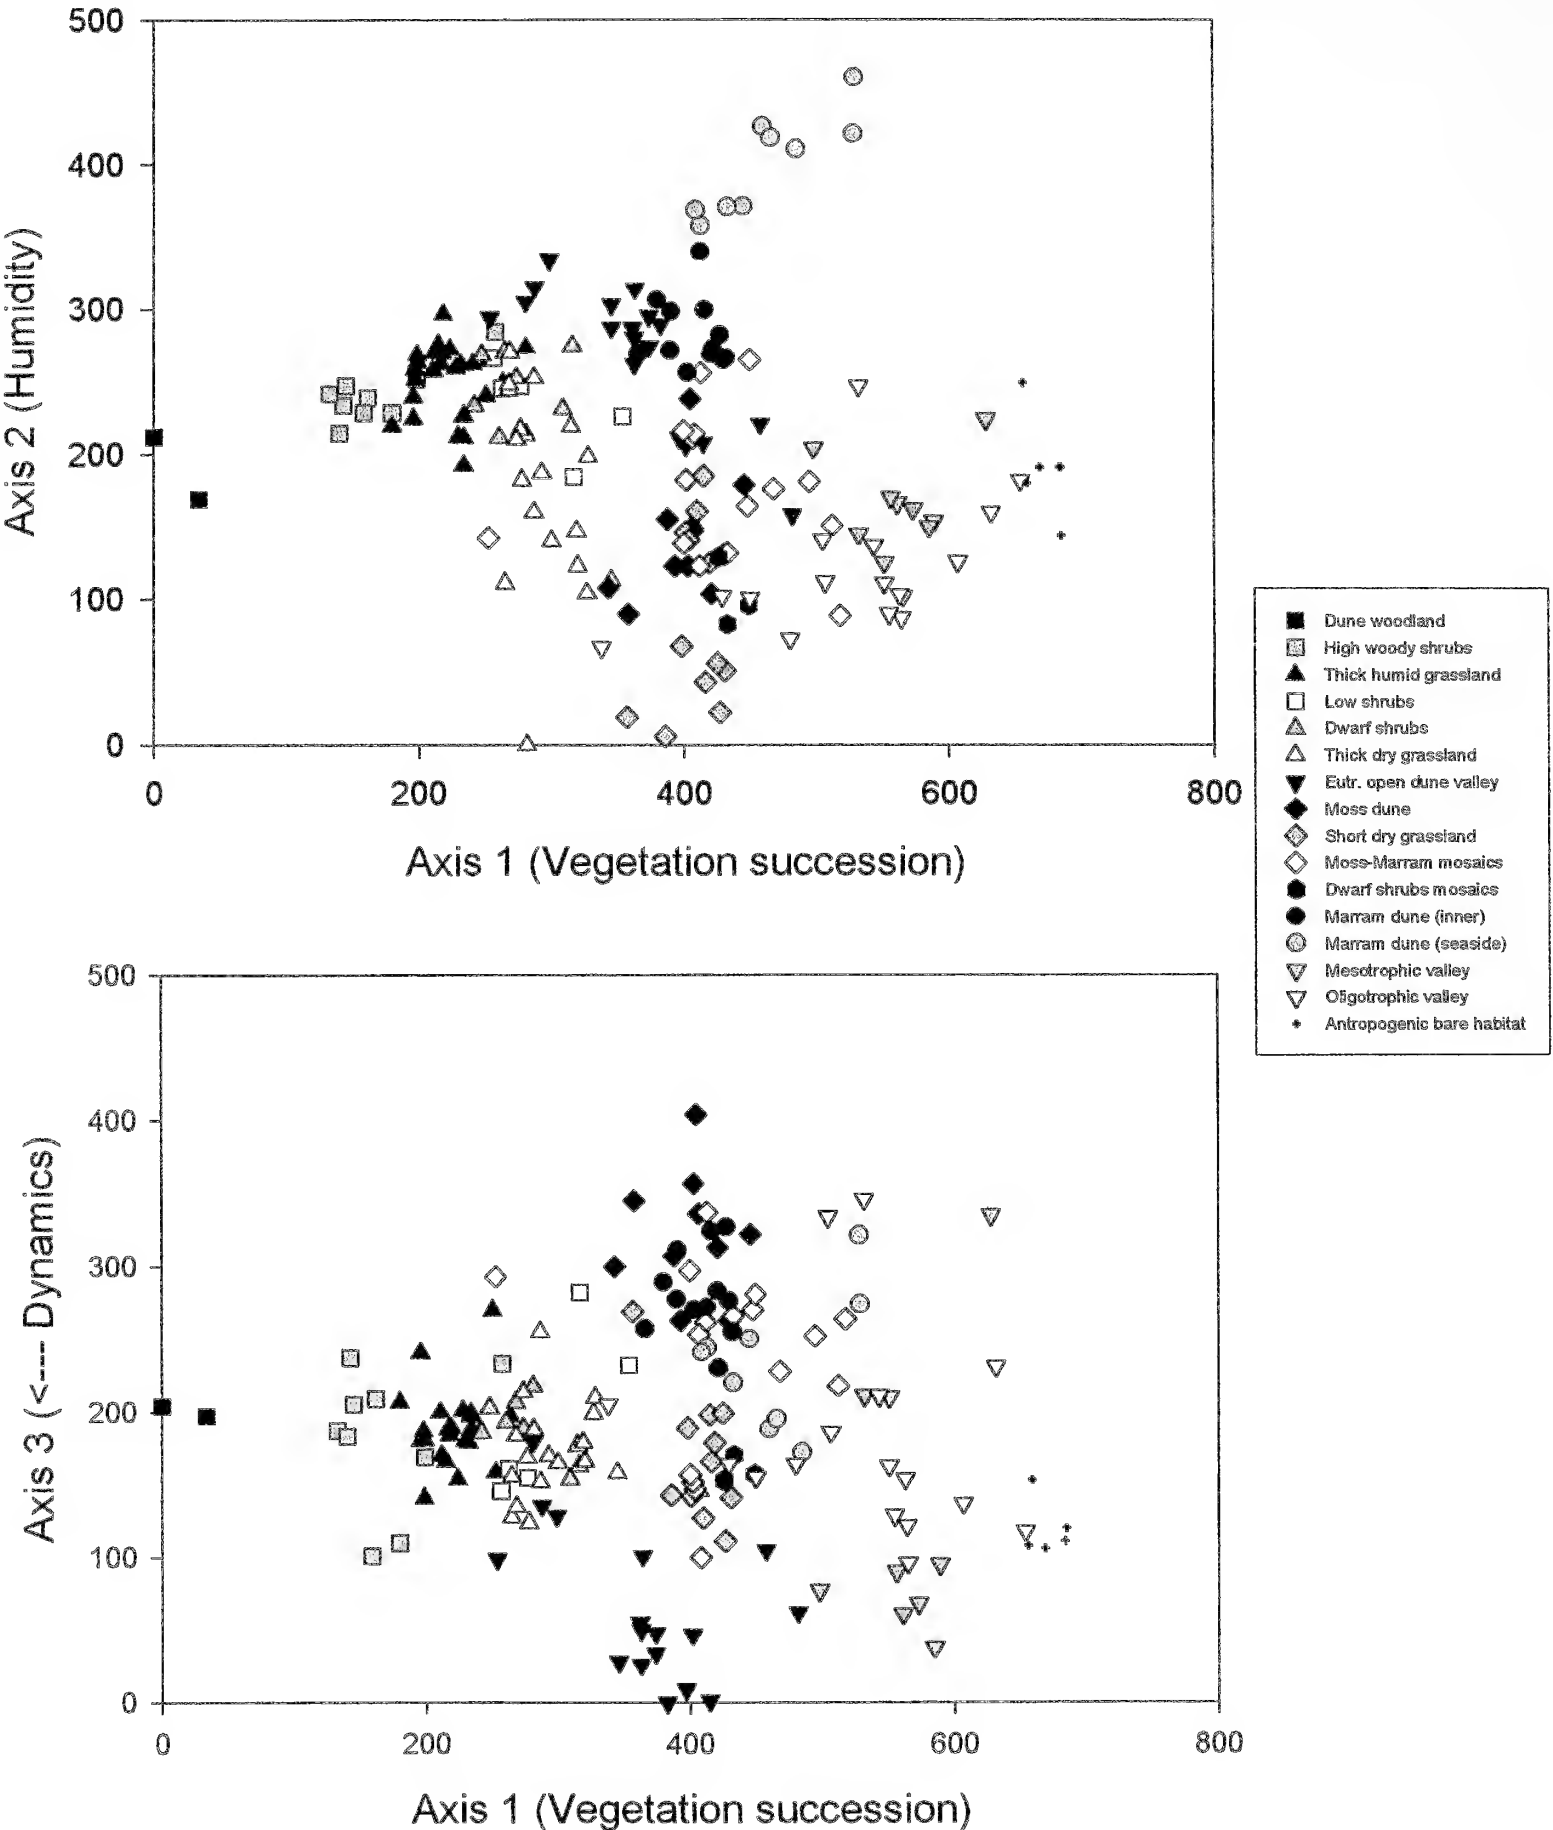 500
400
300
200
100
0
Axis 2 (Humidity)
0 200 400 600 800
Axis 1 (Vegetation succession)
Dune woodland
High woody shrubs
Thick humid grassland
Low shrubs
Dwarf shrubs
Thick dry grassland
Eutr. open dune valley
Moss dune
Short dry grassland
Moss-Marram mosaics
Dwarf shrubs mosaics
Marram dune (inner)
Marram dune (seaside)
Mesotrophic valley
Oligotrophic valley
Antropogenic bare habitat
500
400
300
200
100
0
Axis 3 (<--- Dynamics)
0 200 400 600 800
Axis 1 (Vegetation succession)